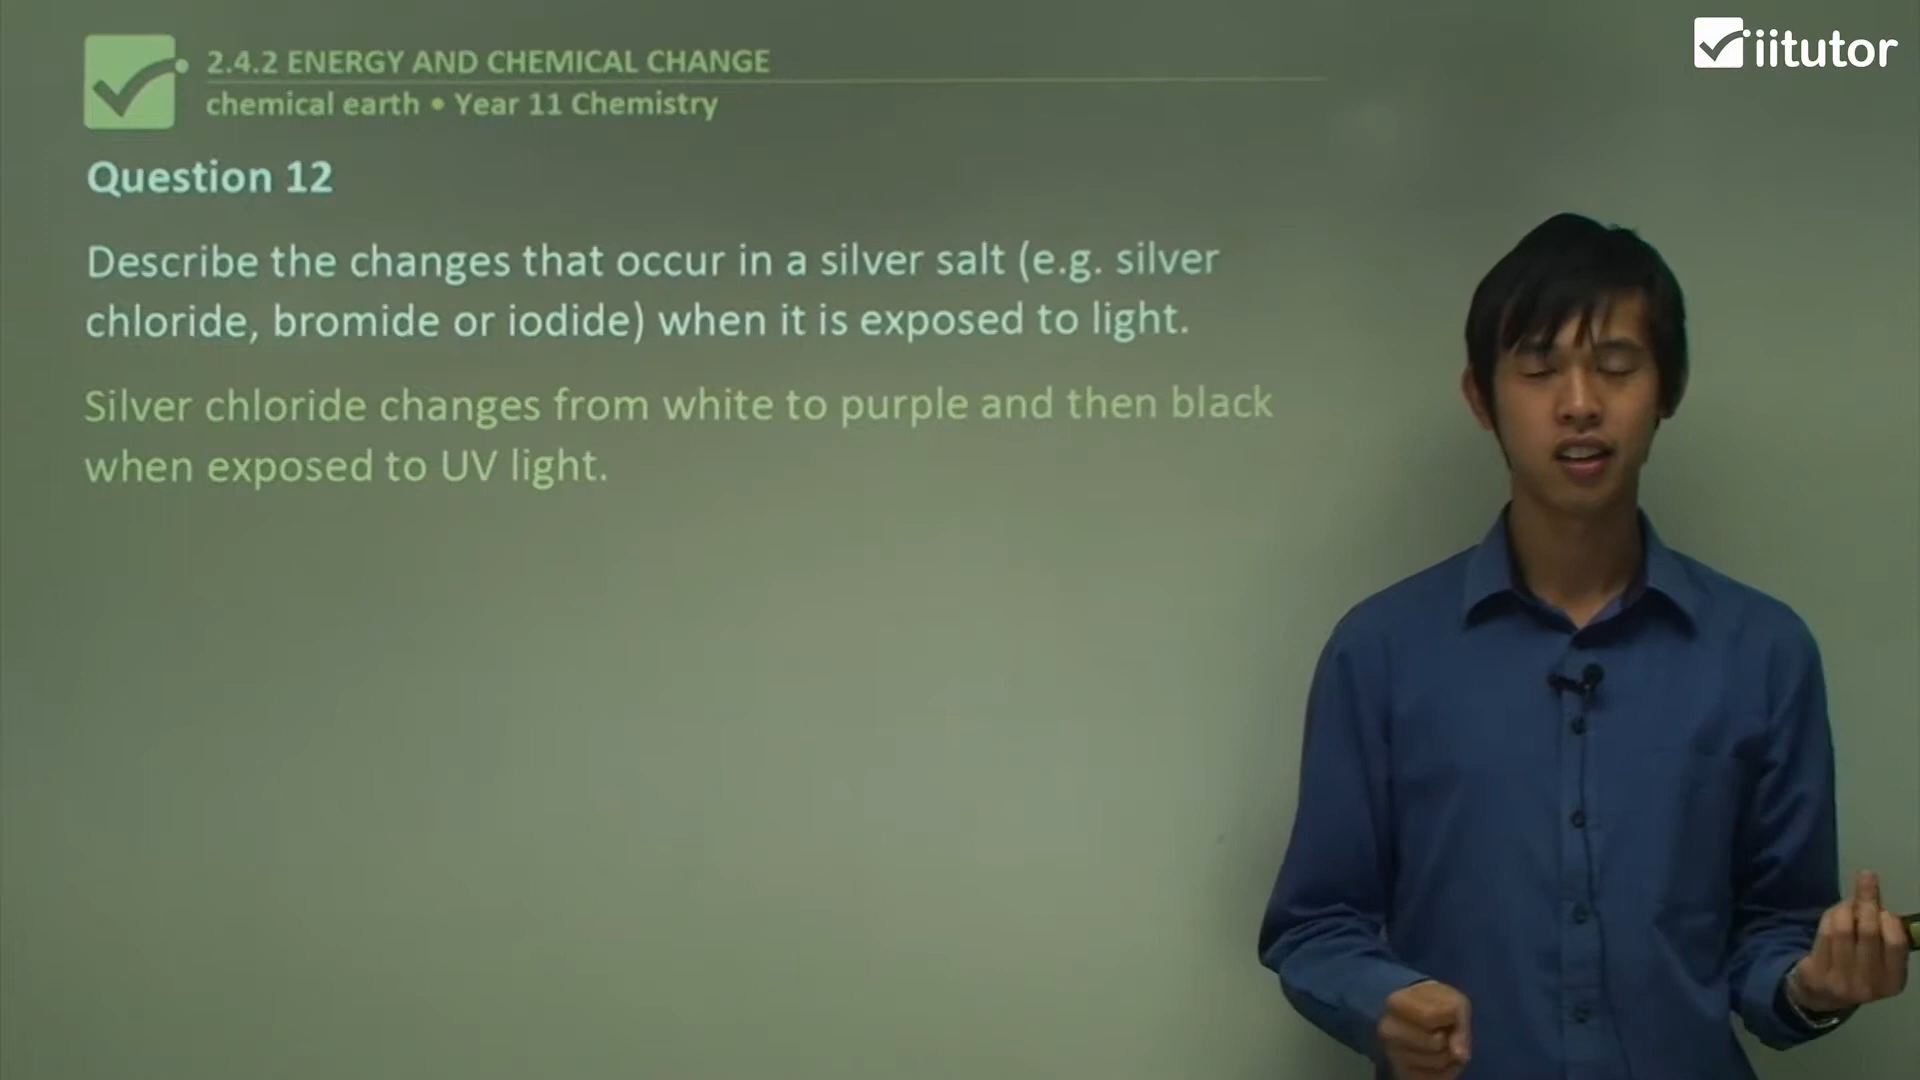 iitutor
2.4.2 ENERGY AND CHEMICAL CHANGE
chemical earth • Year 11 Chemistry
Question 12
Describe the changes that occur in a silver salt (e.g. silver
chloride, bromide or iodide) when it is exposed to light.
Silver chloride changes from white to purple and then black
when exposed to UV light.